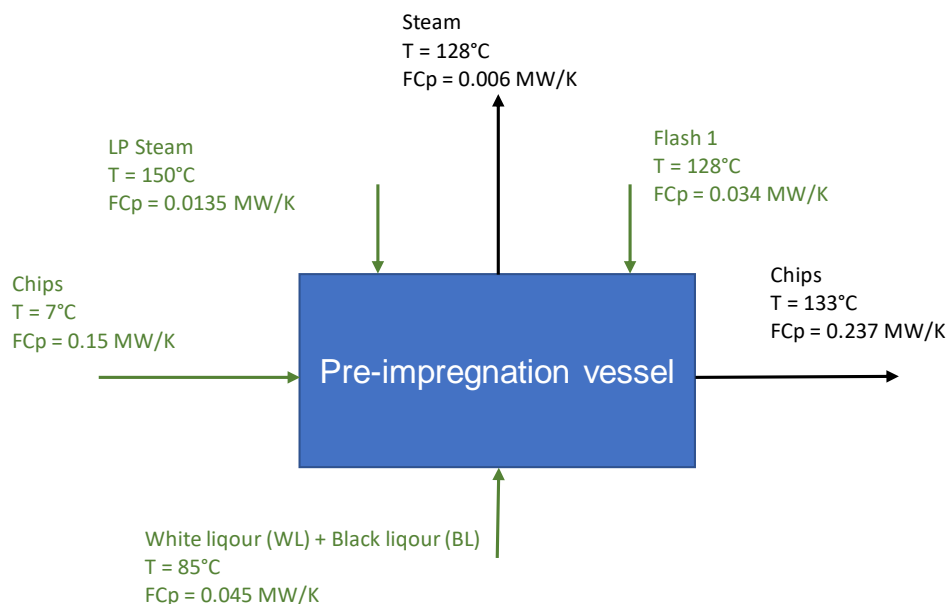 Steam
T = 128°C
FCp = 0.006 MW/K
LP Steam
T = 150°C
FCp = 0.0135 MW/K
Flash 1
T = 128°C
FCp = 0.034 MW/K
Chips
T = 7°C
FCp = 0.15 MW/K
Chips
T = 133°C
FCp = 0.237 MW/K
Pre-impregnation vessel
White liqour (WL) + Black liqour (BL)
T = 85°C
FCp = 0.045 MW/K